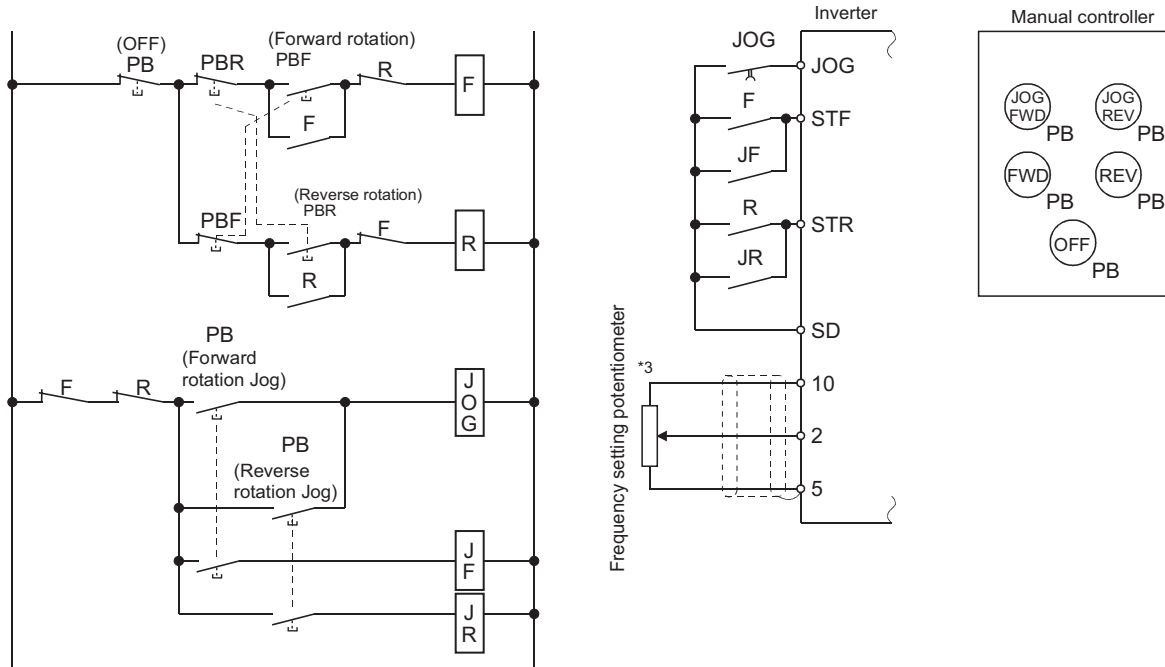 (OFF)
PB
PBR
(Forward rotation)
PBF
R
F
F
PBF
(Reverse rotation)
PBR
F
R
R
PB
(Forward
rotation Jog)
F
R
J
O
G
PB
(Reverse
rotation Jog)
J
F
J
R
Inverter
JOG
JOG
F
STF
JF
R
STR
JR
SD
Frequency setting potentiometer
*3
10
2
5
Manual controller
JOG
FWD
PB
JOG
REV
PB
FWD
PB
REV
PB
OFF
PB